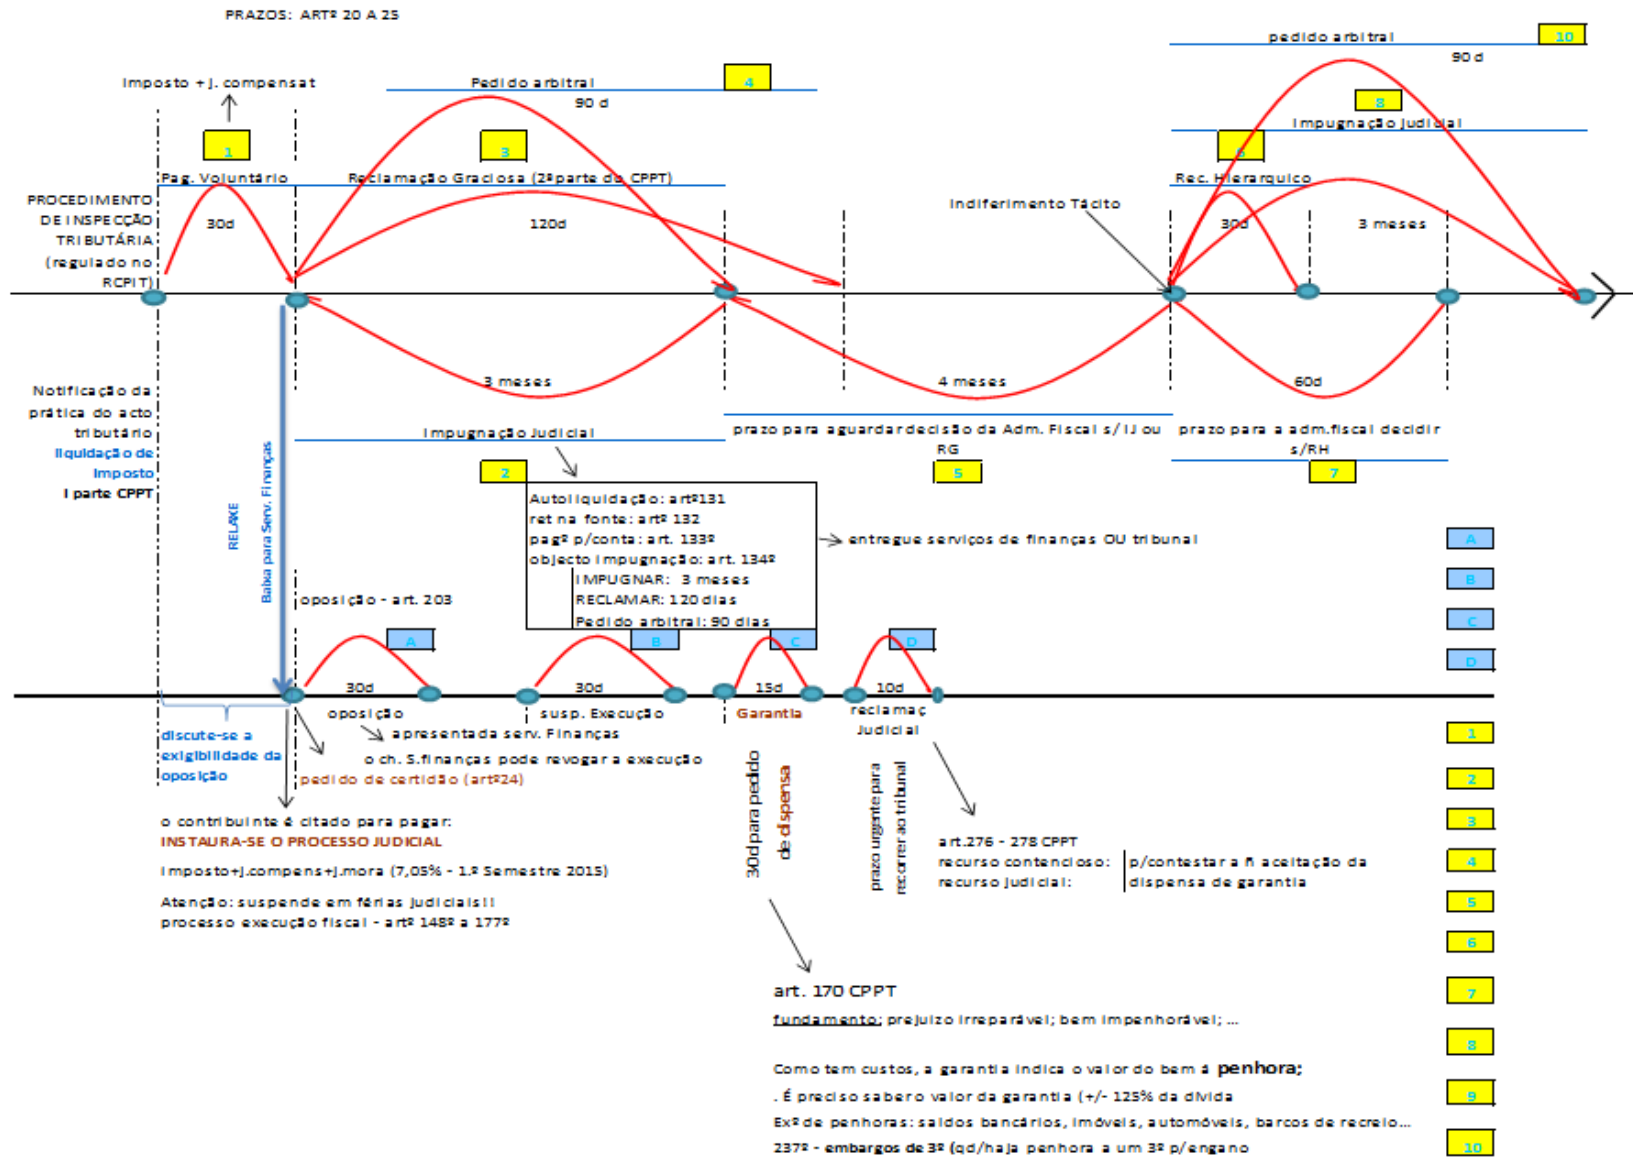 PRAZOS: ARTº 20 A 25
pedido arbitral
10
90 d
Imposto + j. compensat
Pedido arbitral
4
90 d
8
Impugnação Judicial
1
3
6
Pag. Voluntário
Reclamação Graciosa (2ª parte do CPPT)
Rec. Hierarquico
PROCEDIMENTO
DE INSPECÇÃO
TRIBUTÁRIA
(regulado no
RCPIT)
30d
120d
Indiferimento Tácito
30d
3 meses
3 meses
4 meses
60d
Notificação da
prática do acto
tributário
liquidação de
imposto
I parte CPPT
Impugnação Judicial
prazo para aguardar decisão da Adm. Fiscal s/ IJ ou
RG
prazo para a adm.fiscal decidir
s/RH
2
5
7
RELAXE
Baixa para Serv. Finanças
Autoliquidação: artº131
ret na fonte: artº 132
pagº p/conta: art. 133º
objecto impugnação: art. 134º
IMPUGNAR: 3 meses
RECLAMAR: 120 dias
Pedido arbitral: 90 dias
entregue serviços de finanças OU tribunal
A
B
C
D
oposição - art. 203
A
B
C
D
30d
30d
15d
10d
oposição
susp. Execução
Garantia
reclamaç
Judicial
apresentada serv. Finanças
o ch. S.finanças pode revogar a execução
pedido de certidão (artº24)
discute-se a
exigibilidade da
oposição
30d para pedido
de dispensa
prazo urgente para
recorrer ao tribunal
o contribuinte é citado para pagar:
INSTAURA-SE O PROCESSO JUDICIAL
Imposto+j.compens+j.mora (7,05% - 1.º Semestre 2015)
Atenção: suspende em férias judiciais!!
processo execução fiscal - artº 148º a 177º
art.276 - 278 CPPT
recurso contencioso:
recurso judicial:
p/contestar a ñ aceitação da
dispensa de garantia
art. 170 CPPT
fundamento: prejuizo irreparável; bem impenhorável; ...
Como tem custos, a garantia indica o valor do bem á penhora;
. É preciso saber o valor da garantia (+/- 125% da divida
Exº de penhoras: saldos bancários, imóveis, automóveis, barcos de recreio...
237º - embargos de 3º (qd/haja penhora a um 3º p/engano
1
2
3
4
5
6
7
8
9
10